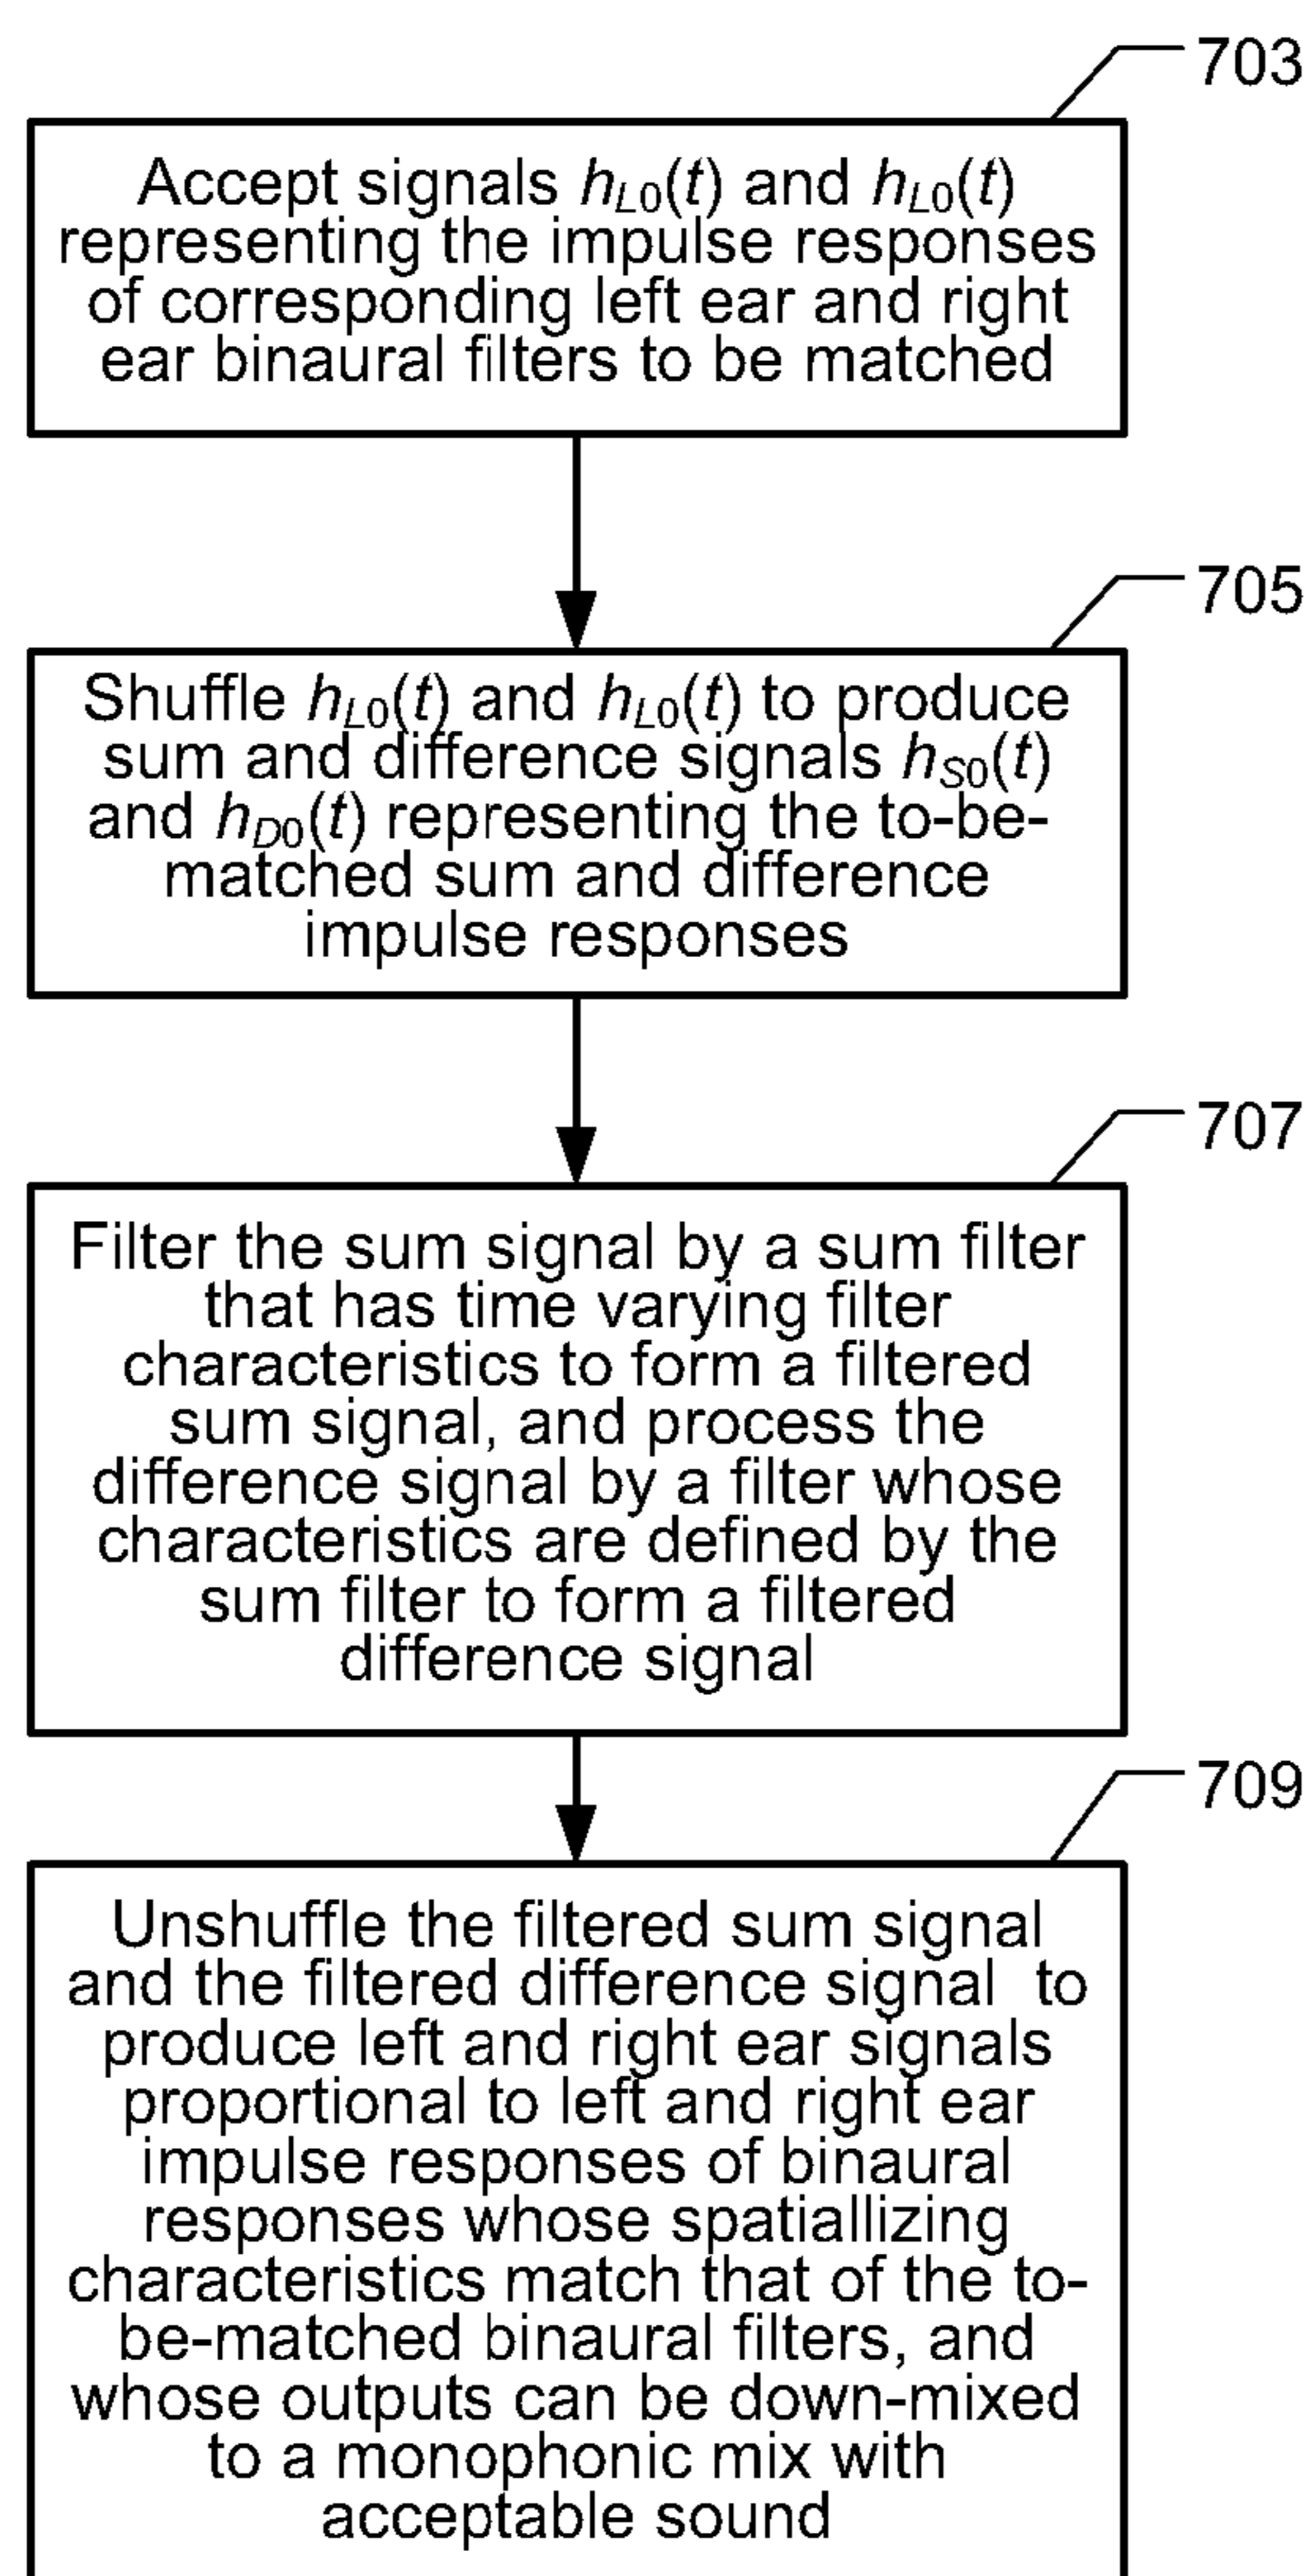 703
Accept signals hL0(t) and hL0(t)
representing the impulse responses
of corresponding left ear and right
ear binaural filters to be matched
705
Shuffle hL0(t) and hL0(t) to produce
sum and difference signals hS0(t)
and hD0(t) representing the to-be-
matched sum and difference
impulse responses
707
Filter the sum signal by a sum filter
that has time varying filter
characteristics to form a filtered
sum signal, and process the
difference signal by a filter whose
characteristics are defined by the
sum filter to form a filtered
difference signal
709
Unshuffle the filtered sum signal
and the filtered difference signal to
produce left and right ear signals
proportional to left and right ear
impulse responses of binaural
responses whose spatiallizing
characteristics match that of the to-
be-matched binaural filters, and
whose outputs can be down-mixed
to a monophonic mix with
acceptable sound